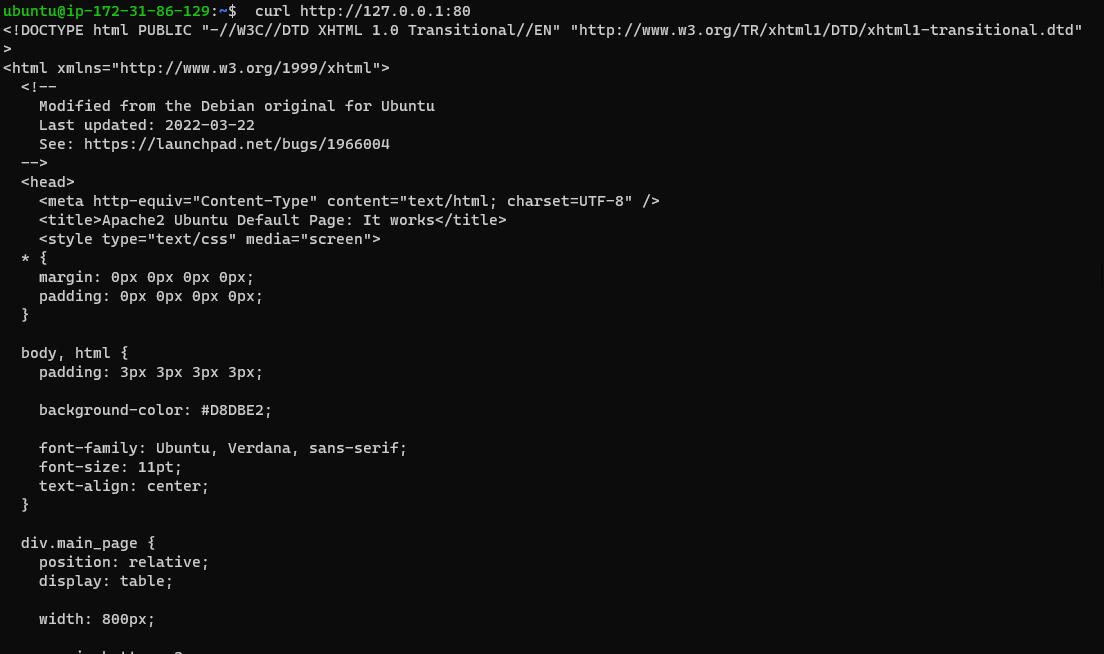 ubuntu@ip-172-31-86-129:~$  curl http://127.0.0.1:80
<!DOCTYPE html PUBLIC "-//W3C//DTD XHTML 1.0 Transitional//EN" "http://www.w3.org/TR/xhtml1/DTD/xhtml1-transitional.dtd"
>
<html xmlns="http://www.w3.org/1999/xhtml">
  <!--
    Modified from the Debian original for Ubuntu
    Last updated: 2022-03-22
    See: https://launchpad.net/bugs/1966004
  -->
  <head>
    <meta http-equiv="Content-Type" content="text/html; charset=UTF-8" />
    <title>Apache2 Ubuntu Default Page: It works</title>
    <style type="text/css" media="screen">
  * {
    margin: 0px 0px 0px 0px;
    padding: 0px 0px 0px 0px;
  }

  body, html {
    padding: 3px 3px 3px 3px;

    background-color: #D8DBE2;

    font-family: Ubuntu, Verdana, sans-serif;
    font-size: 11pt;
    text-align: center;
  }

  div.main_page {
    position: relative;
    display: table;

    width: 800px;